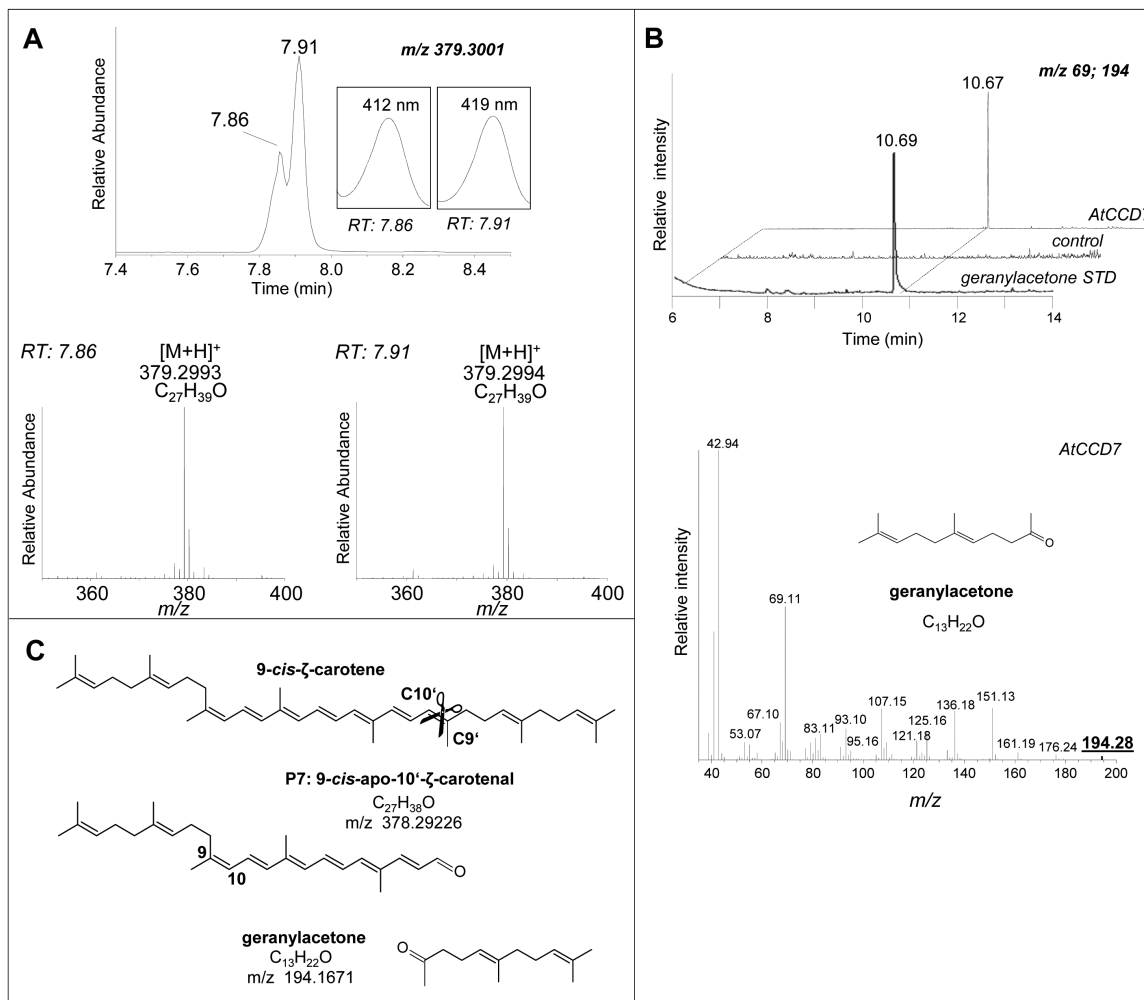 A
7.91
m/z 379.3001
7.86
412 nm
419 nm
RT: 7.86
RT: 7.91
Relative Abundance
7.4
7.6
7.8
8.0
8.2
8.4
Time (min)
RT: 7.86
[M+H]+
379.2993
C27H39O
Relative Abundance
360
380
400
m/z
RT: 7.91
[M+H]+
379.2994
C27H39O
Relative Abundance
360
380
400
m/z
B
m/z 69; 194
10.67
10.69
Relative intensity
AtCCD7
control
geranylacetone STD
6
8
10
12
14
Time (min)
42.94
AtCCD7
O
geranylacetone
C13H22O
Relative intensity
69.11
67.10
53.07
83.11
93.10
95.16
107.15
121.18
125.16
136.18
151.13
161.19
176.24
194.28
40
60
80
100
120
140
160
180
200
m/z
C
9-cis-ζ-carotene
C10‘
C9‘
P7: 9-cis-apo-10‘-ζ-carotenal
C27H38O
m/z 378.29226
9
10
O
geranylacetone
C13H22O
m/z 194.1671
O